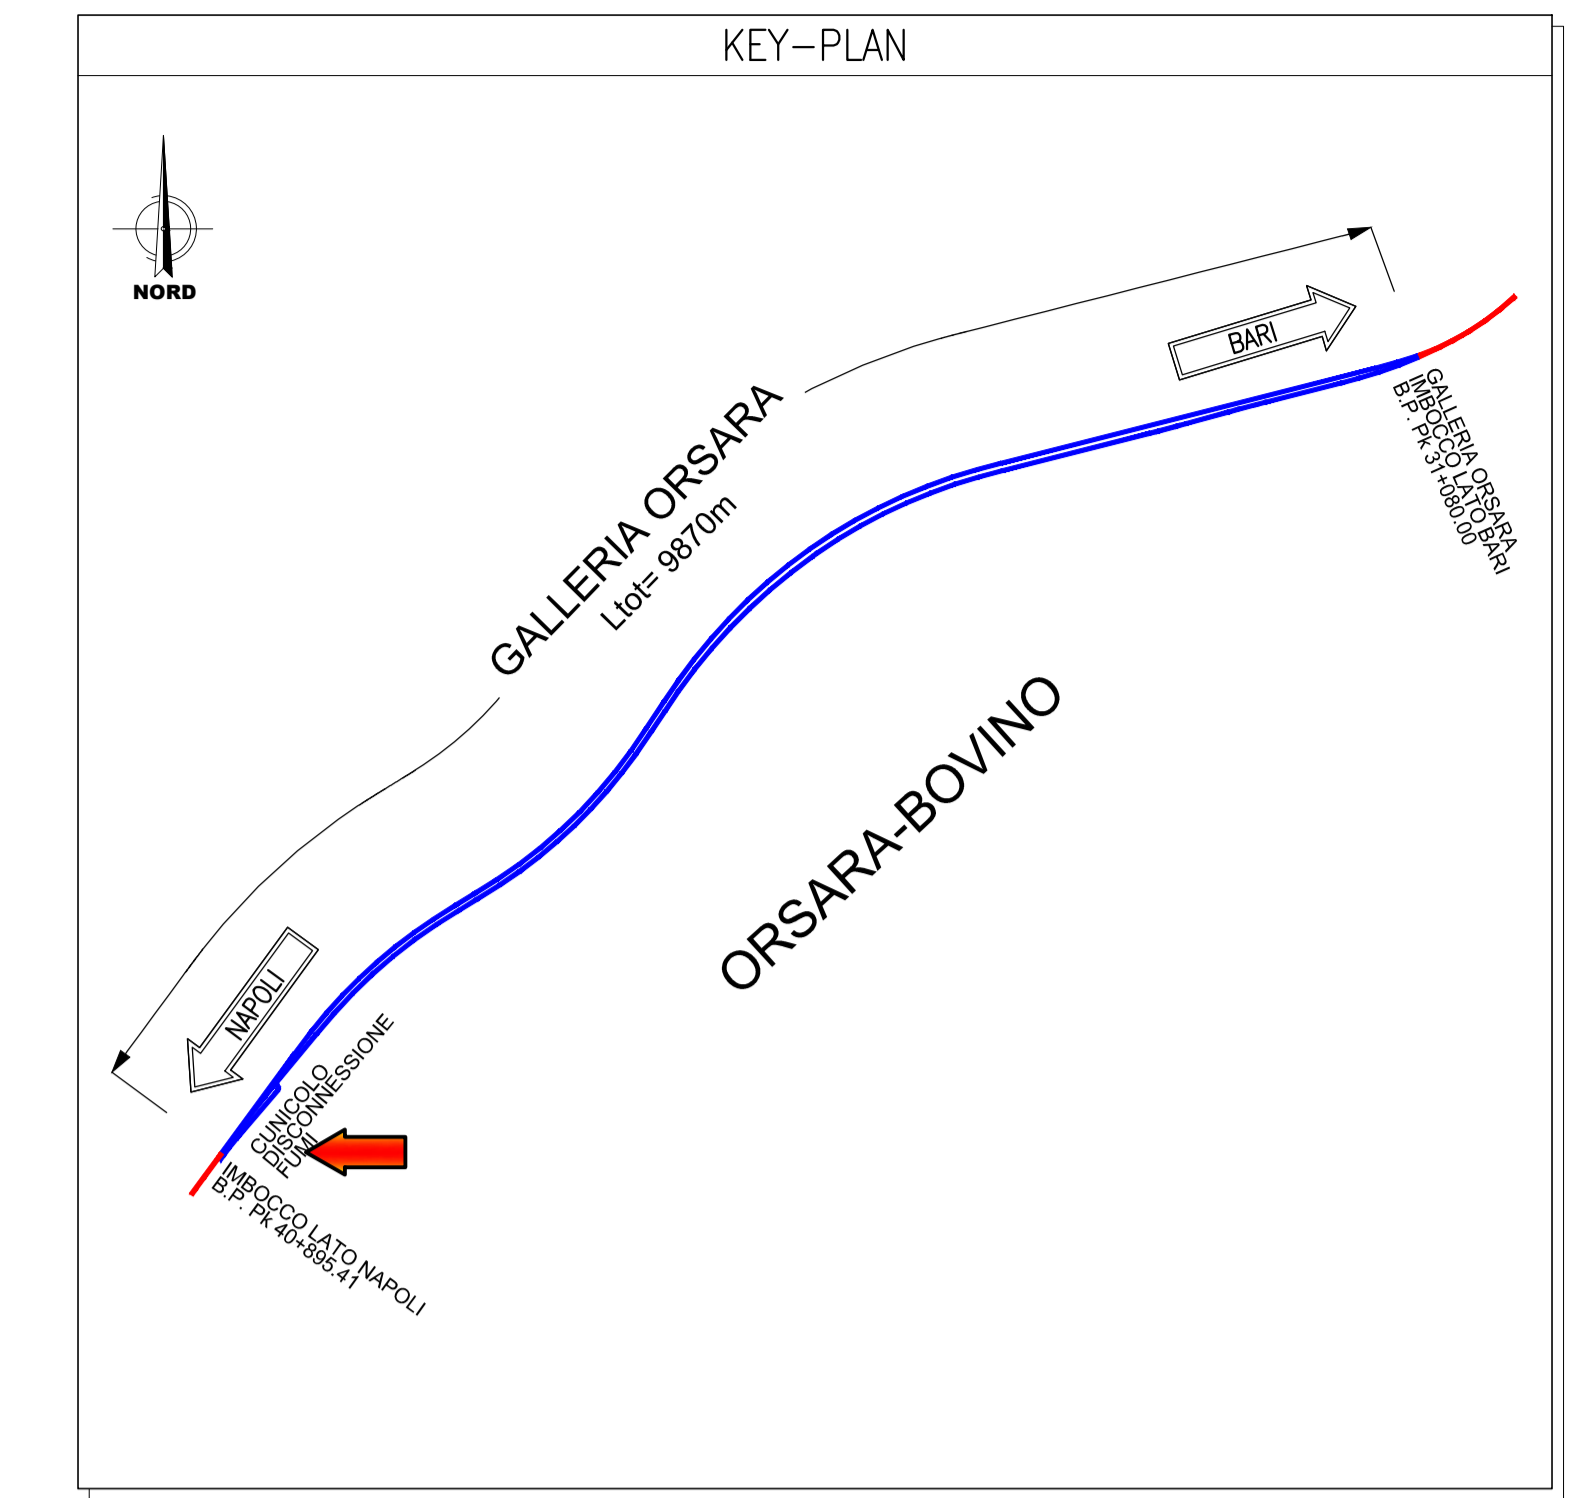 KEY-PLAN
NORD
BARI
GALLERIA ORSARA
Ltot= 9870m
GALLERIA ORSARA
IMBOCCO LATO BARI
B.P. Pk 31+080.00
ORSARA-BOVINO
NAPOLI
CUNICOLO
DISCONNESSIONE
FUMI
IMBOCCO LATO NAPOLI
B.P. Pk 40+895.41